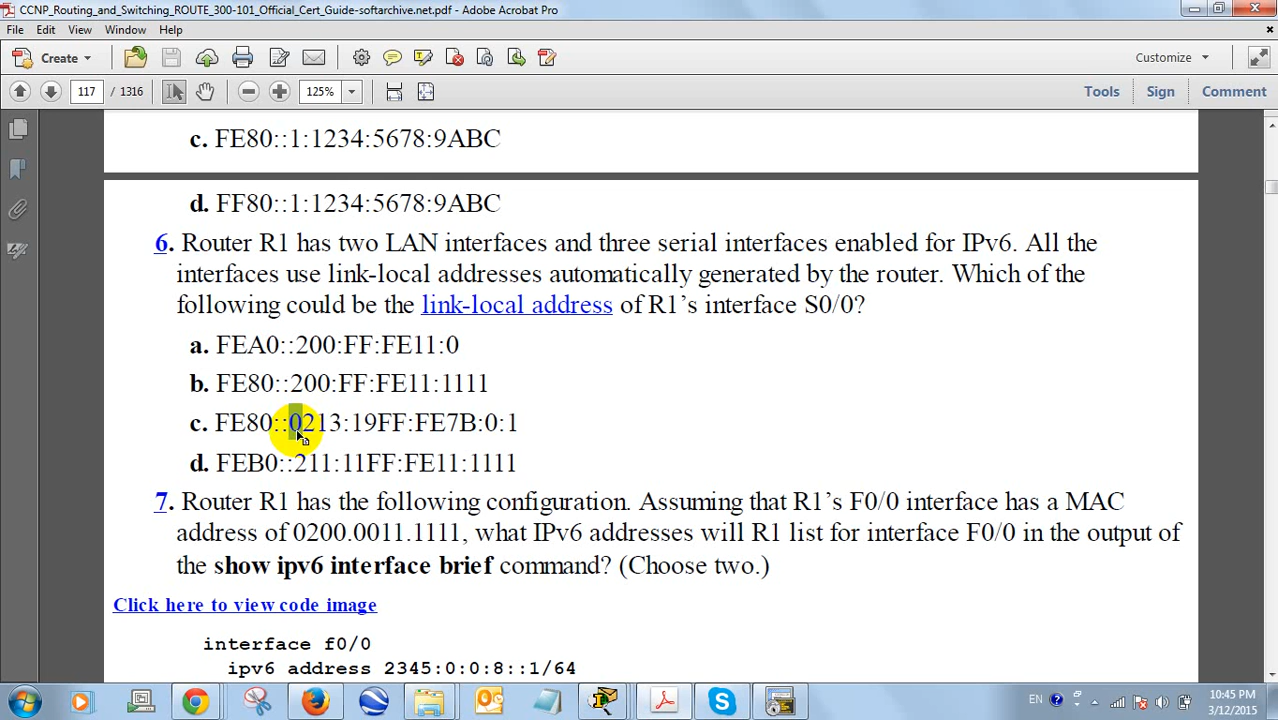 CCNP_Routing_and_Switching_ROUTE_300-101_Official_Cert_Guide-softarchive.net.pdf - Adobe Acrobat Pro
File Edit View Window Help
Create Customize
117 / 1316 125% Tools Sign Comment
c. FE80::1:1234:5678:9ABC
d. FF80::1:1234:5678:9ABC
6. Router R1 has two LAN interfaces and three serial interfaces enabled for IPv6. All the
interfaces use link-local addresses automatically generated by the router. Which of the
following could be the link-local address of R1’s interface S0/0?
a. FEA0::200:FF:FE11:0
b. FE80::200:FF:FE11:1111
c. FE80::0213:19FF:FE7B:0:1
d. FEB0::211:11FF:FE11:1111
7. Router R1 has the following configuration. Assuming that R1’s F0/0 interface has a MAC
address of 0200.0011.1111, what IPv6 addresses will R1 list for interface F0/0 in the output of
the show ipv6 interface brief command? (Choose two.)
Click here to view code image
interface f0/0
ipv6 address 2345:0:0:8::1/64
EN 10:45 PM
3/12/2015